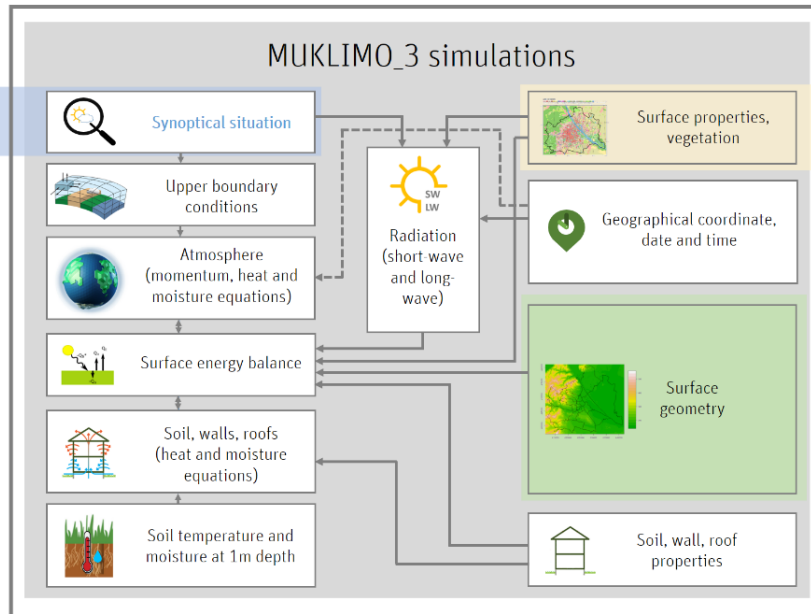 MUKLIMO_3 simulations
Synoptical situation
Upper boundary
conditions
Atmosphere
(momentum, heat and
moisture equations)
Surface energy balance
Soil, walls, roofs
(heat and moisture
equations)
Soil temperature and
moisture at 1m depth
SW
LW
Radiation
(short-wave
and long-
wave)
Surface properties,
vegetation
Geographical coordinate,
date and time
Surface
geometry
Soil, wall, roof
properties